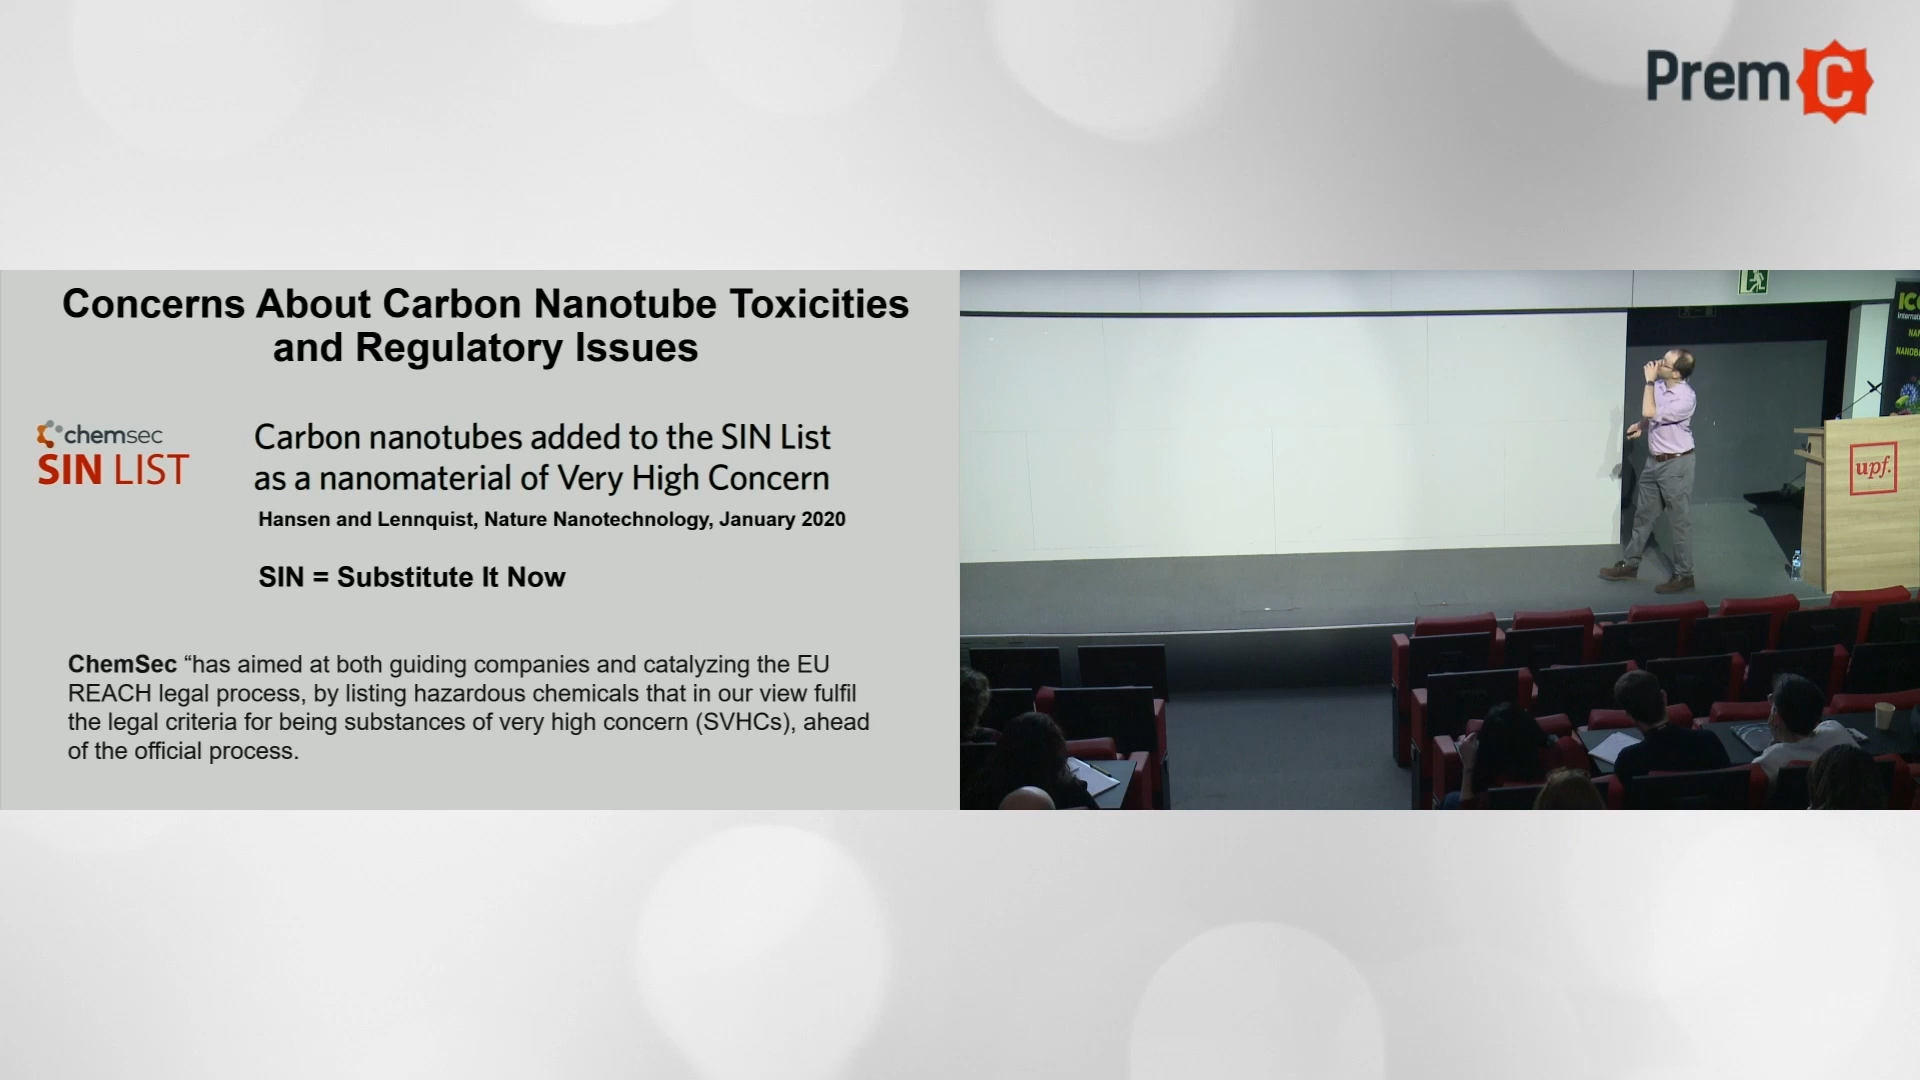 Prem C
Concerns About Carbon Nanotube Toxicities
and Regulatory Issues
chemsec
SIN LIST
Carbon nanotubes added to the SIN List
as a nanomaterial of Very High Concern
Hansen and Lennquist, Nature Nanotechnology, January 2020
SIN = Substitute It Now
ChemSec “has aimed at both guiding companies and catalyzing the EU
REACH legal process, by listing hazardous chemicals that in our view fulfil
the legal criteria for being substances of very high concern (SVHCs), ahead
of the official process.
upf.